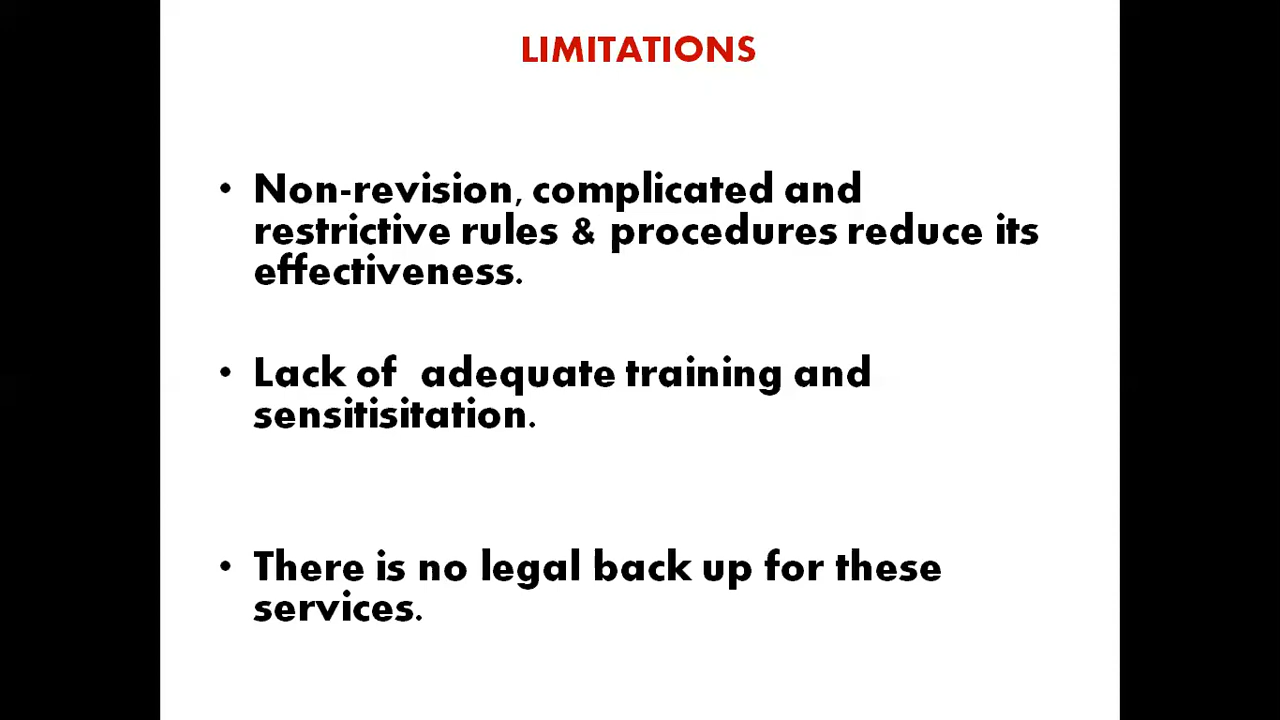 LIMITATIONS
• Non-revision, complicated and
restrictive rules & procedures reduce its
effectiveness.
• Lack of  adequate training and
sensitisitation.
• There is no legal back up for these
services.